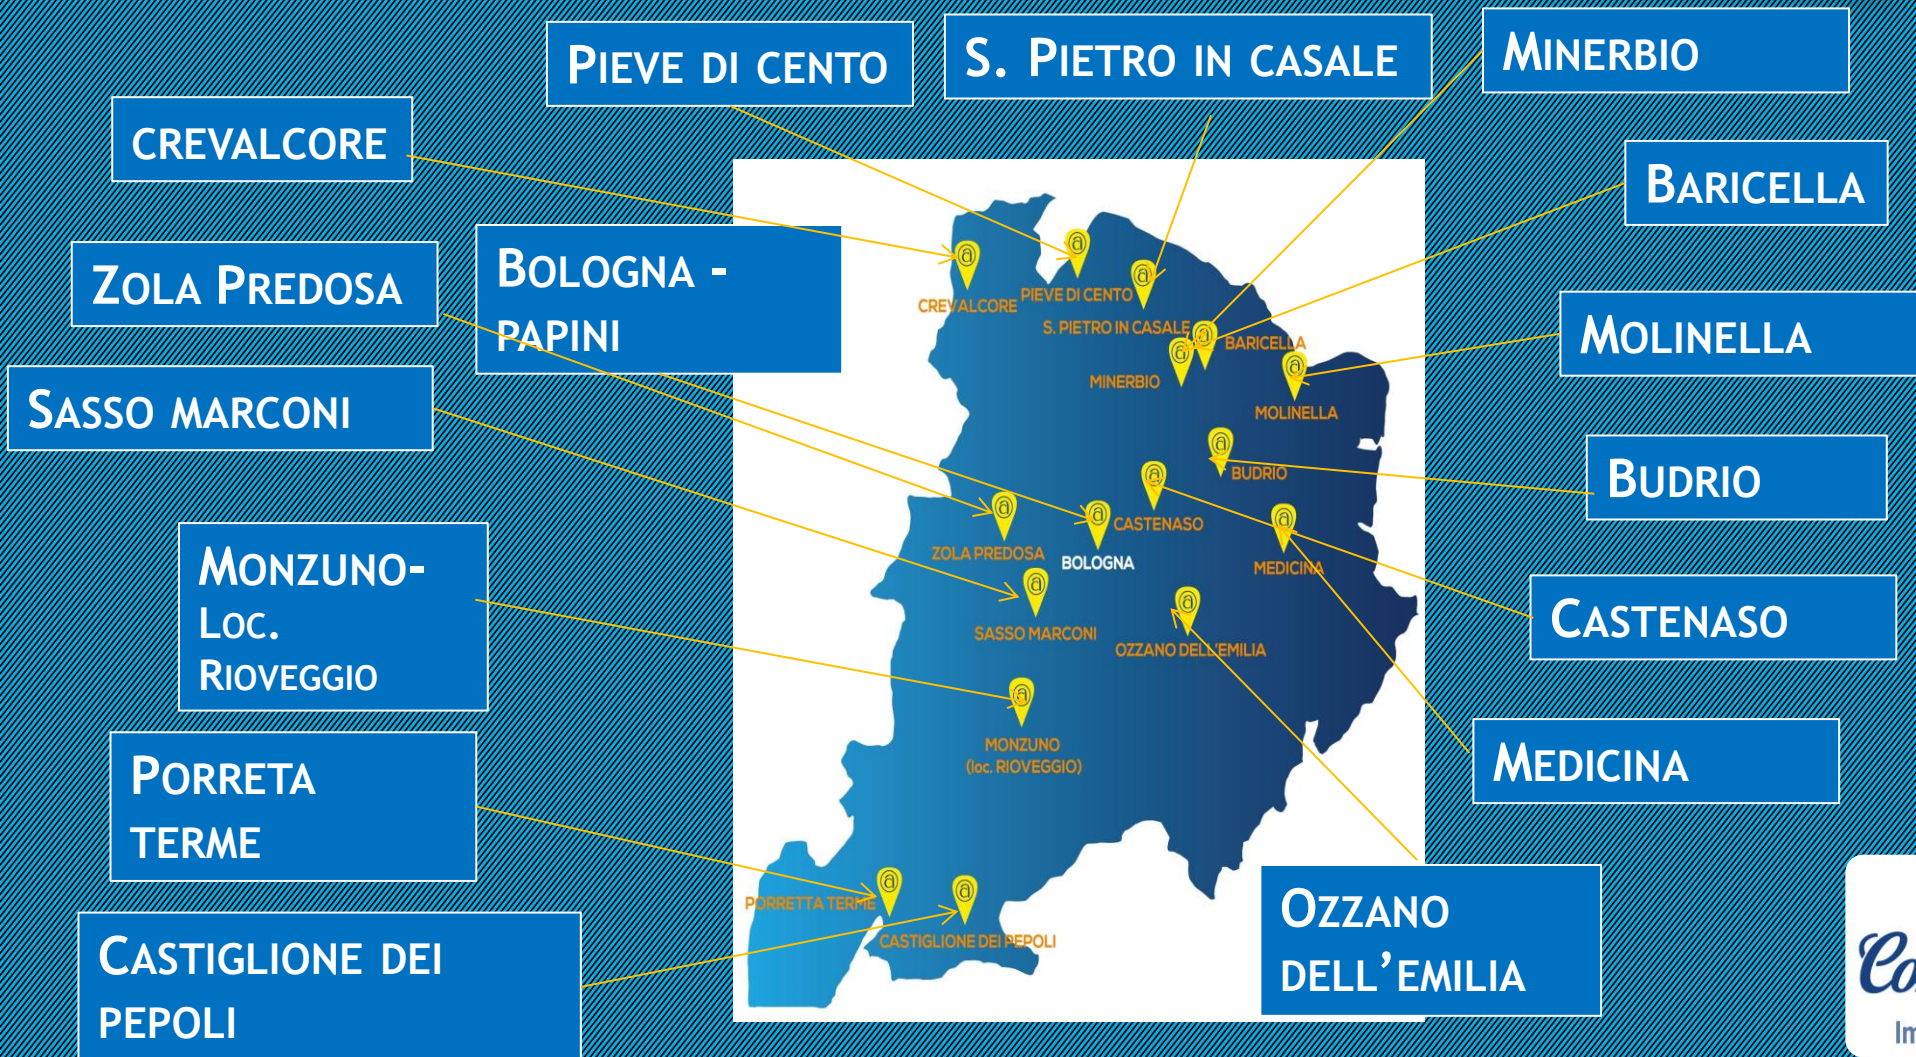 PIEVE DI CENTO
S. PIETRO IN CASALE
MINERBIO
CREVALCORE
BARICELLA
ZOLA PREDOSA
BOLOGNA -
PAPINI
MOLINELLA
SASSO MARCONI
BUDRIO
MONZUNO-
LOC.
RIOVEGGIO
CASTENASO
PORRETA
TERME
MEDICINA
CASTIGLIONE DEI
PEPOLI
OZZANO
DELL’EMILIA
CREVALCORE
PIEVE DI CENTO
S. PIETRO IN CASALE
BARICELLA
MINERBIO
MOLINELLA
BUDRIO
CASTENASO
ZOLA PREDOSA
BOLOGNA
MEDICINA
SASSO MARCONI
OZZANO DELL'EMILIA
MONZUNO
(loc. RIOVEGGIO)
PORRETTA TERME
CASTIGLIONE DEI PEPOLI